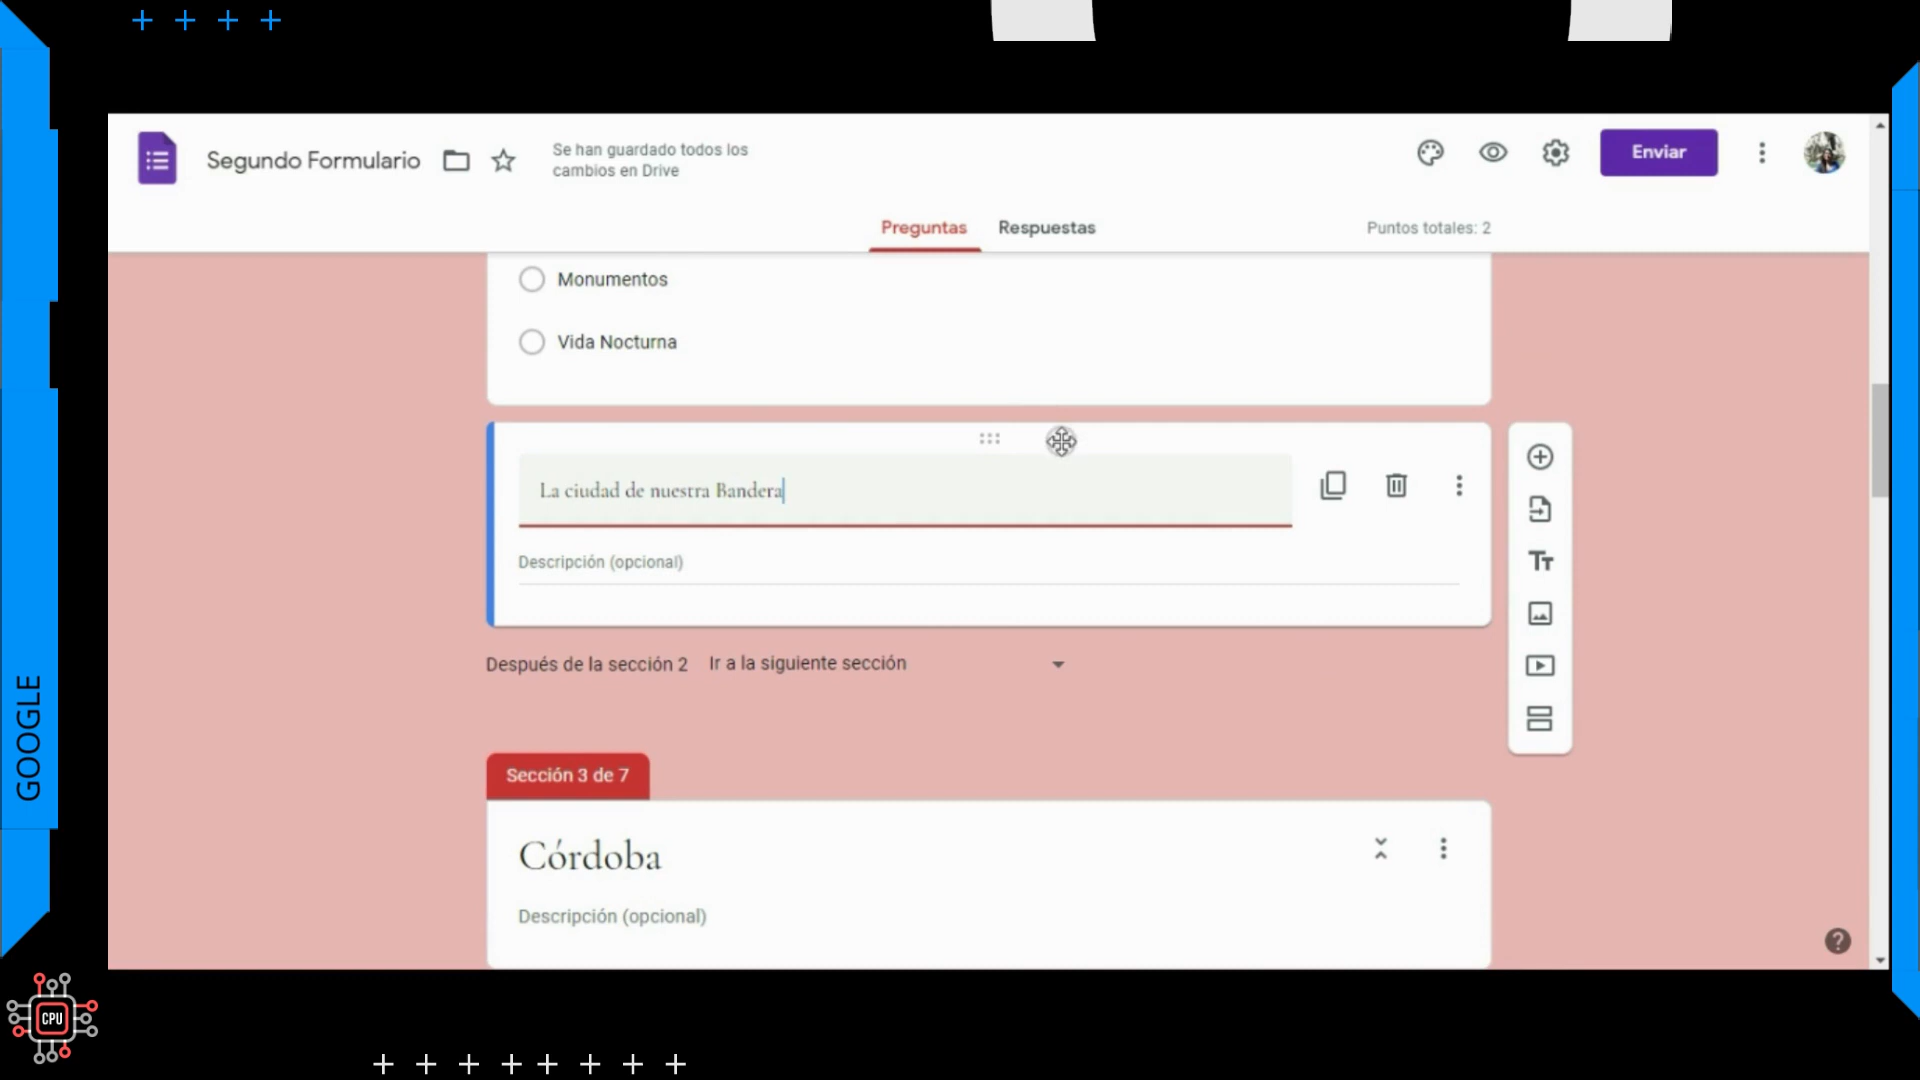 Segundo Formulario
Se han guardado todos los
cambios en Drive
Enviar
Preguntas
Respuestas
Puntos totales: 2
Monumentos
Vida Nocturna
La ciudad de nuestra Bandera
Descripción (opcional)
Después de la sección 2
Ir a la siguiente sección
Sección 3 de 7
Córdoba
Descripción (opcional)
GOOGLE
CPU